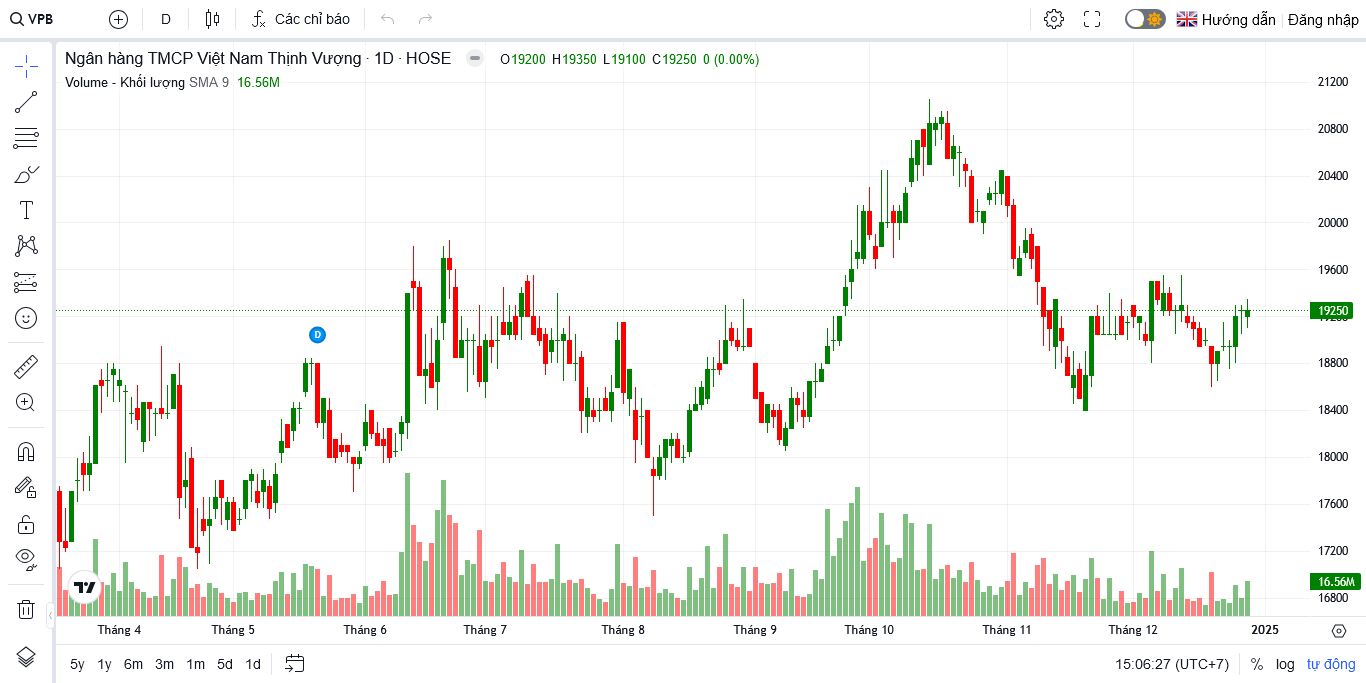 VPB D Các chỉ báo Hướng dẫn Đăng nhập
Ngân hàng TMCP Việt Nam Thịnh Vượng · 1D · HOSE O19200 H19350 L19100 C19250 0 (0.00%)
Volume - Khối lượng SMA 9 16.56M
21200
20800
20400
20000
19600
19250
D
18800
18400
18000
17600
17200
16.56M
16800
Tháng 4 Tháng 5 Tháng 6 Tháng 7 Tháng 8 Tháng 9 Tháng 10 Tháng 11 Tháng 12 2025
5y 1y 6m 3m 1m 5d 1d 15:06:27 (UTC+7) % log tự động